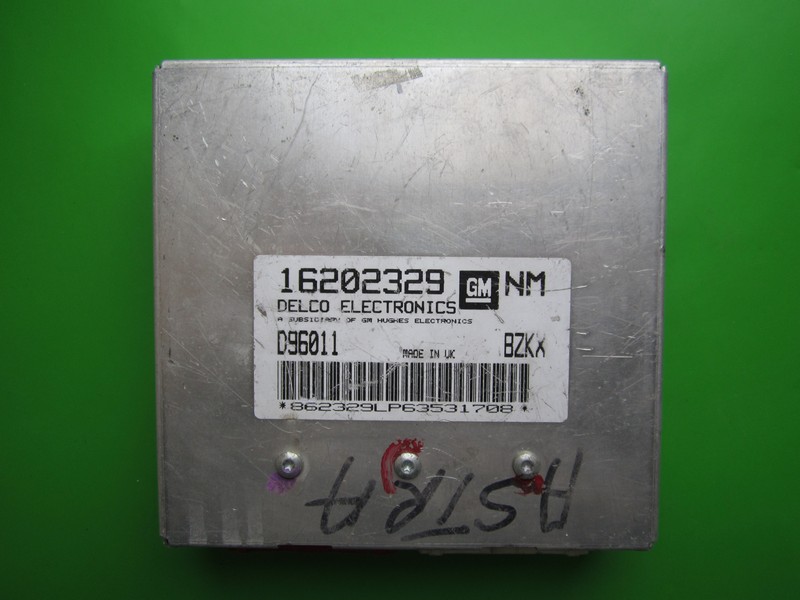 16202329 GM NM
DELCO ELECTRONICS
A SUBSIDIARY OF GM HUGHES ELECTRONICS
D96011 MADE IN UK BZKX
*862329LP63531708*
ASTRA